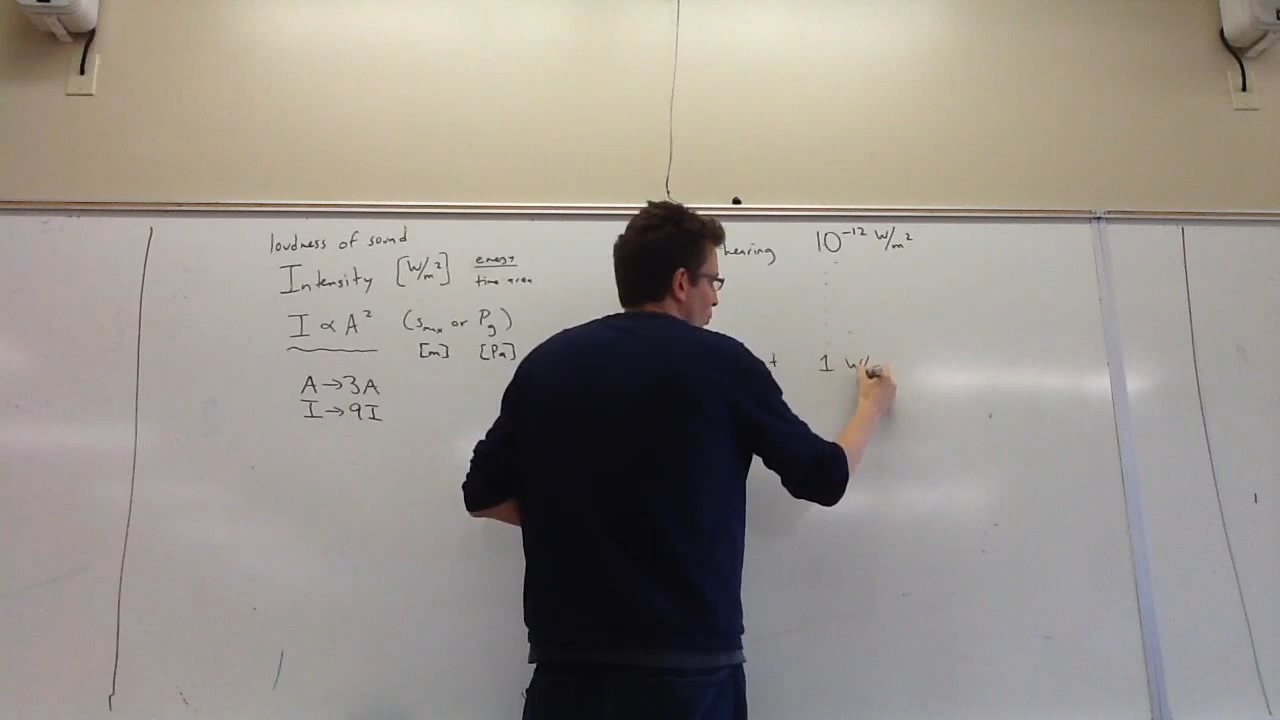 loudness of sound
Intensity [W/m²] energy / time area
I ∝ A² (s_max or P_g)
[m] [Pa]
A → 3A
I → 9I
hearing 10⁻¹² W/m²
1 W/